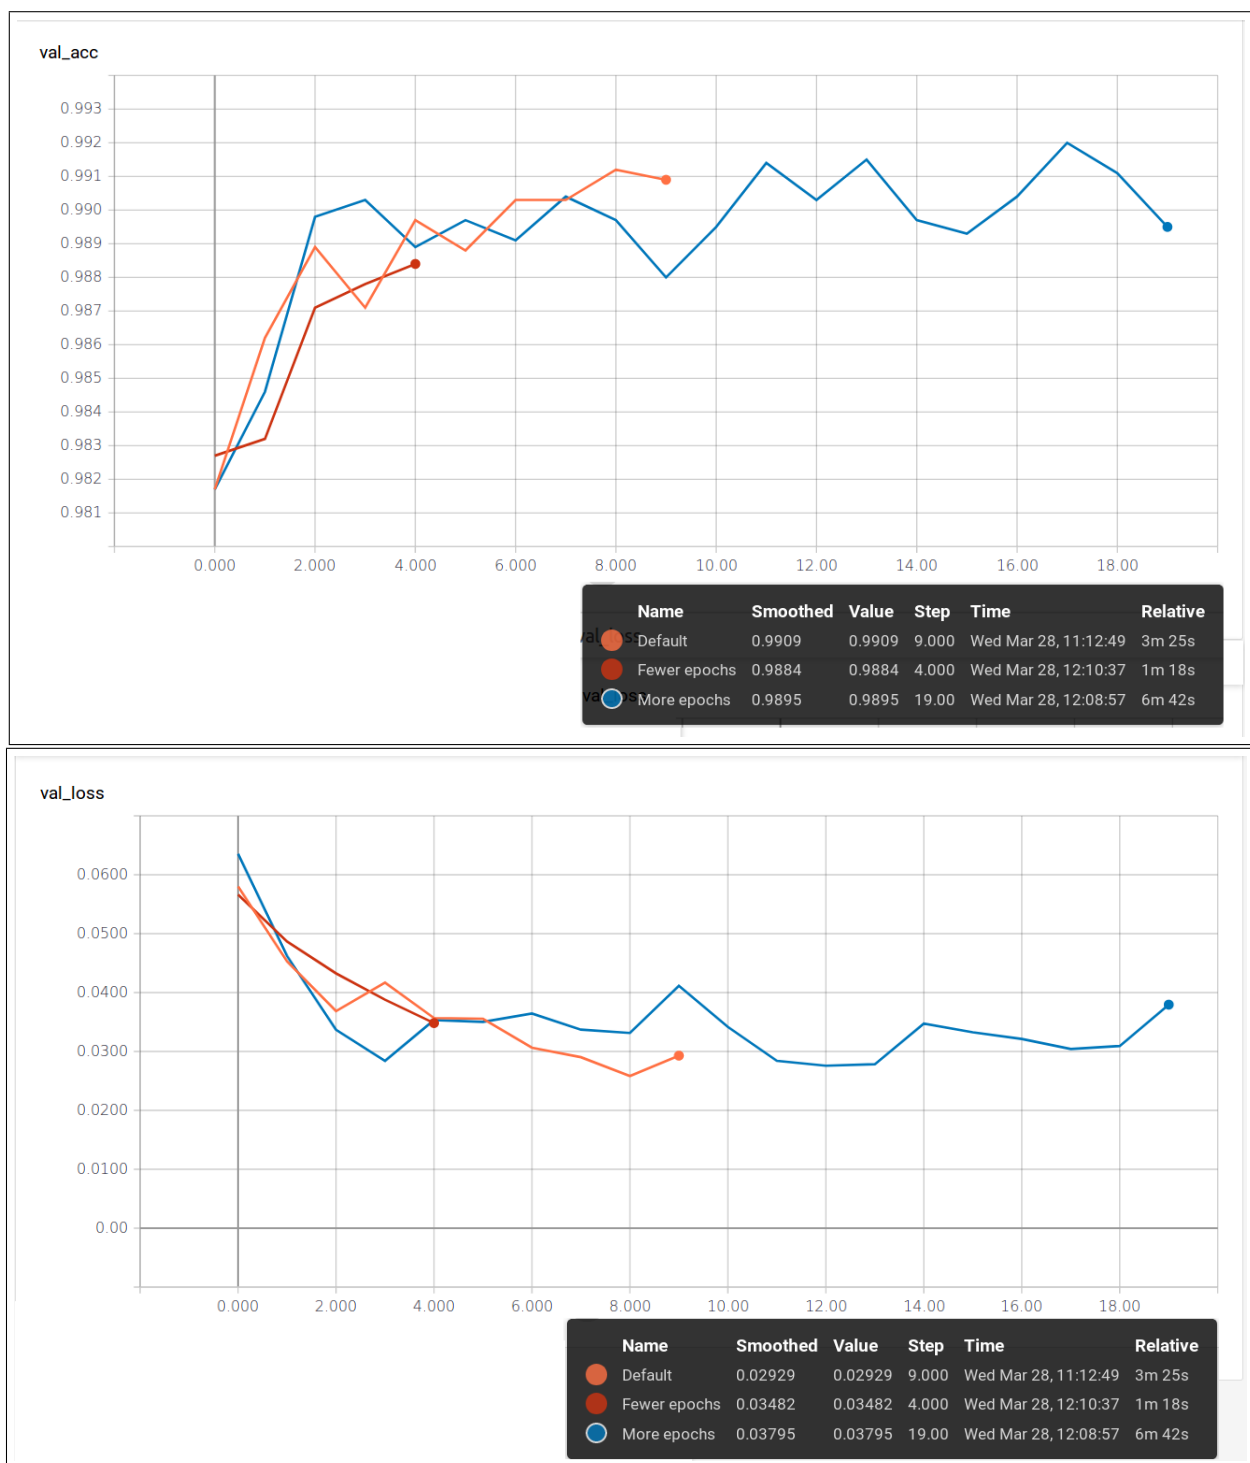 val_acc
0.993
0.992
0.991
0.990
0.989
0.988
0.987
0.986
0.985
0.984
0.983
0.982
0.981
0.000 2.000 4.000 6.000 8.000 10.00 12.00 14.00 16.00 18.00
Name Smoothed Value Step Time Relative
Default 0.9909 0.9909 9.000 Wed Mar 28, 11:12:49 3m 25s
Fewer epochs 0.9884 0.9884 4.000 Wed Mar 28, 12:10:37 1m 18s
More epochs 0.9895 0.9895 19.00 Wed Mar 28, 12:08:57 6m 42s
val_loss
0.0600
0.0500
0.0400
0.0300
0.0200
0.0100
0.00
0.000 2.000 4.000 6.000 8.000 10.00 12.00 14.00 16.00 18.00
Name Smoothed Value Step Time Relative
Default 0.02929 0.02929 9.000 Wed Mar 28, 11:12:49 3m 25s
Fewer epochs 0.03482 0.03482 4.000 Wed Mar 28, 12:10:37 1m 18s
More epochs 0.03795 0.03795 19.00 Wed Mar 28, 12:08:57 6m 42s